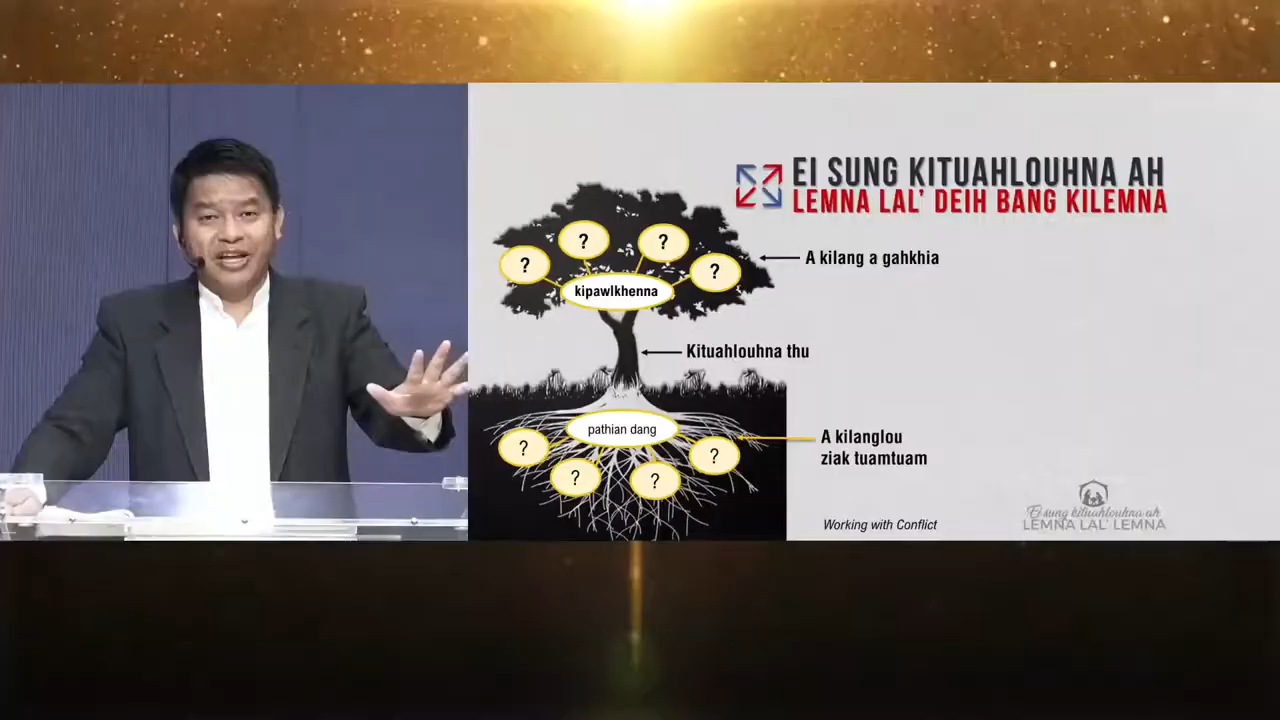 EI SUNG KITUAHLOUHNA AH
LEMNA LAL' DEIH BANG KILEMNA
?
?
?
?
kipawlkhenna
A kilang a gahkhia
Kituahlouhna thu
pathian dang
?
?
?
?
A kilanglou
ziak tuamtuam
Working with Conflict
Ei sung kituahlouhna ah
LEMNA LAL' LEMNA